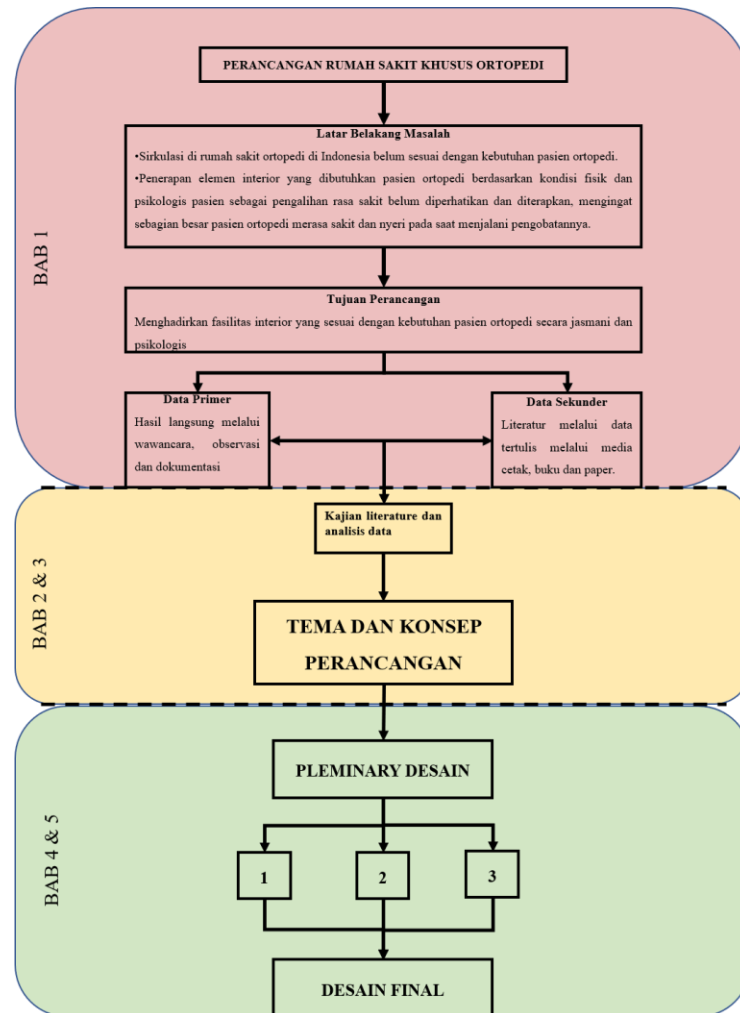 PERANCANGAN RUMAH SAKIT KHUSUS ORTOPEDI
Latar Belakang Masalah
•Sirkulasi di rumah sakit ortopedi di Indonesia belum sesuai dengan kebutuhan pasien ortopedi.
•Penerapan elemen interior yang dibutuhkan pasien ortopedi berdasarkan kondisi fisik dan
psikologis pasien sebagai pengalihan rasa sakit belum diperhatikan dan diterapkan, mengingat
sebagian besar pasien ortopedi merasa sakit dan nyeri pada saat menjalani pengobatannya.
BAB 1
Tujuan Perancangan
Menghadirkan fasilitas interior yang sesuai dengan kebutuhan pasien ortopedi secara jasmani dan
psikologis
Data Primer
Hasil langsung melalui
wawancara, observasi
dan dokumentasi
Data Sekunder
Literatur melalui data
tertulis melalui media
cetak, buku dan paper.
BAB 2 & 3
Kajian literature dan
analisis data
TEMA DAN KONSEP
PERANCANGAN
BAB 4 & 5
PLEMINARY DESAIN
1
2
3
DESAIN FINAL